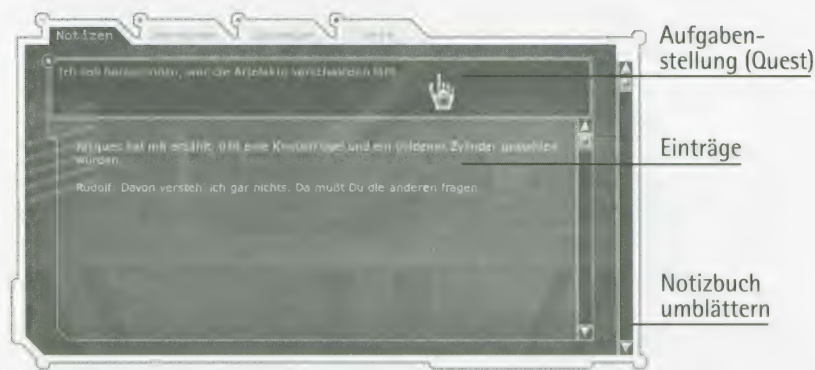 Notizen
Ich soll herausfinden, wer die Artefakte verschwinden läßt.
Jacques hat mir erzählt, daß eine Kristallkugel und ein goldener Zylinder gestohlen
wurden.
Rudolf: Davon versteh ich gar nichts. Da mußt Du die anderen fragen
Aufgaben-
stellung (Quest)
Einträge
Notizbuch
umblättern